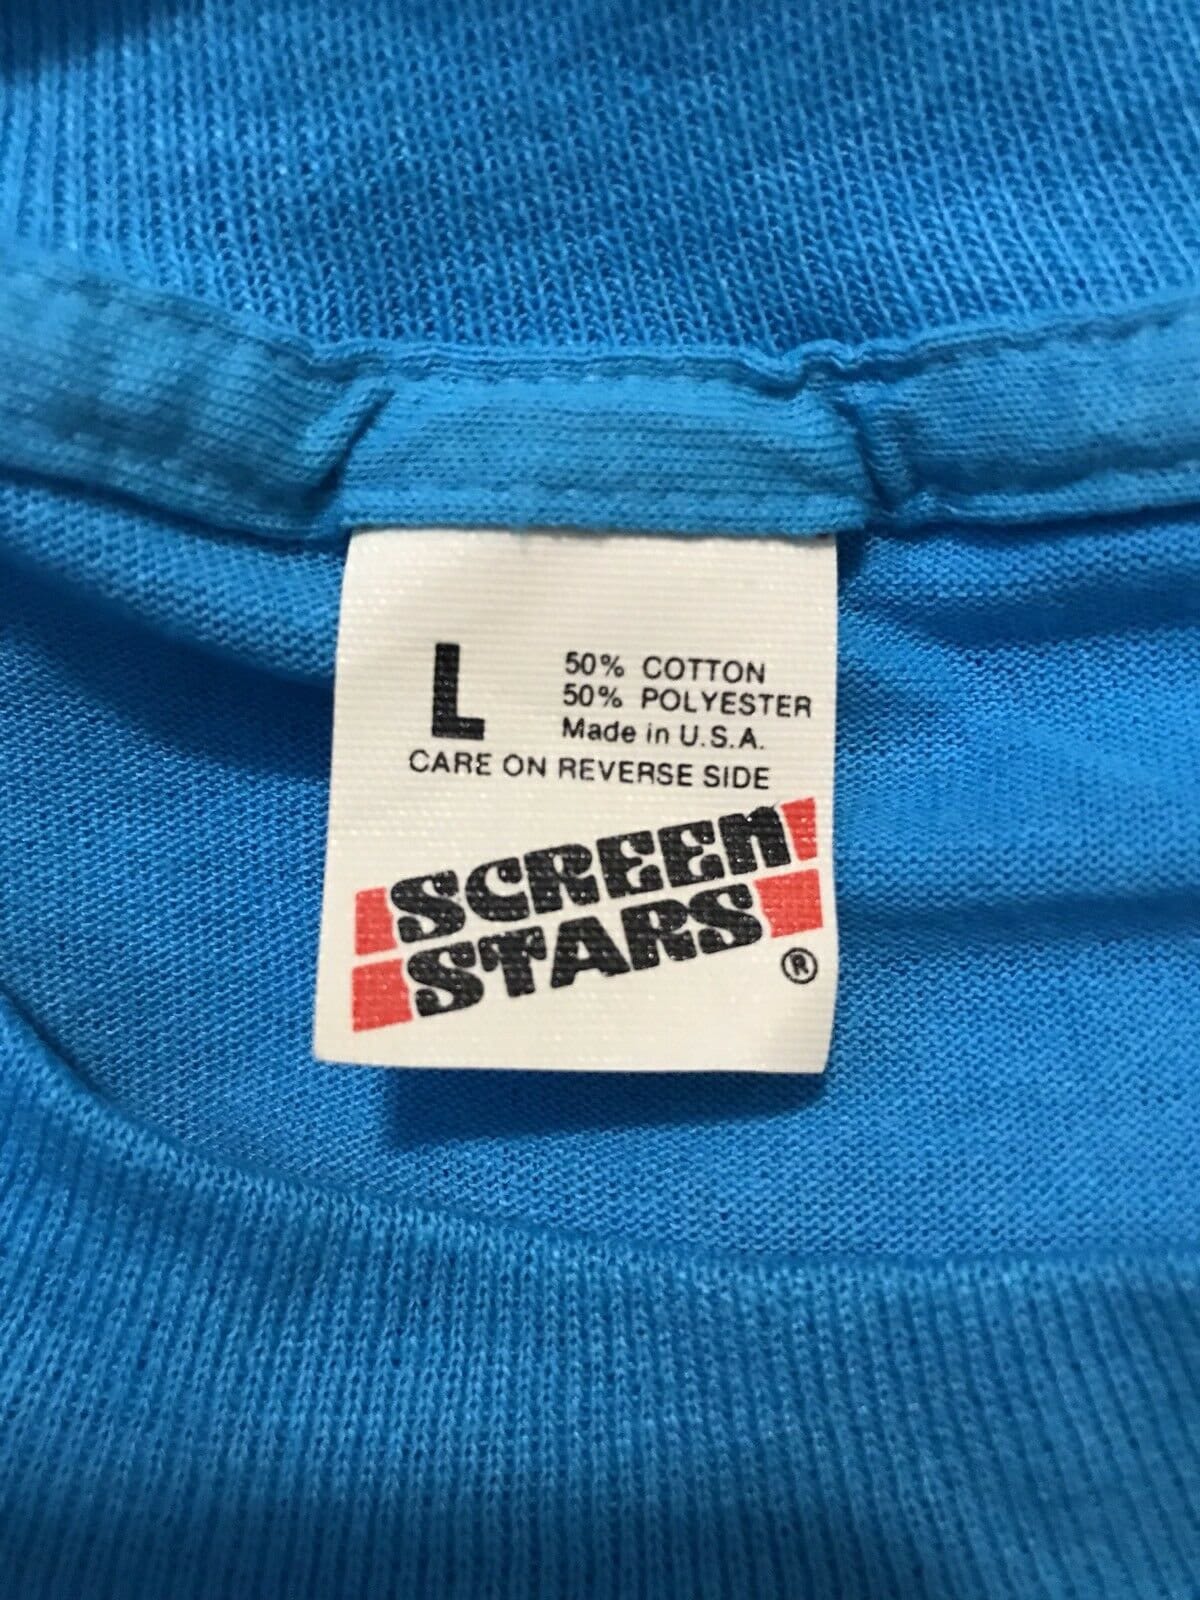 L
50% COTTON
50% POLYESTER
Made in U.S.A.
CARE ON REVERSE SIDE
SCREEN
STARS
®